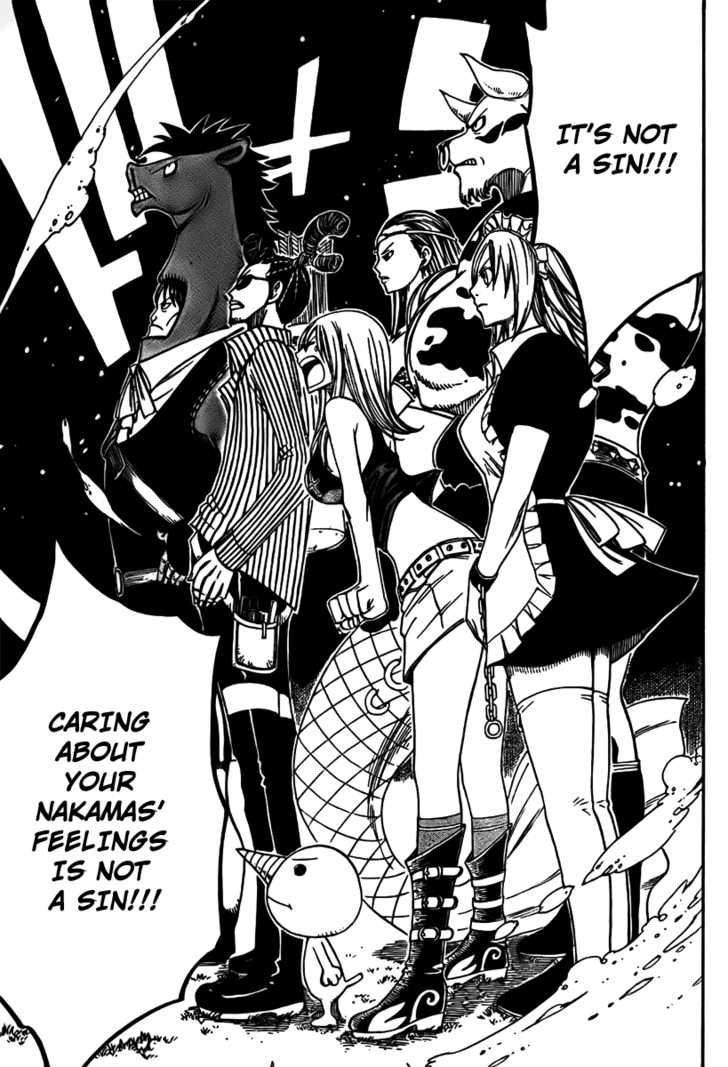 IT'S NOT
A SIN!!!
CARING
ABOUT
YOUR
NAKAMAS'
FEELINGS
IS NOT
A SIN!!!